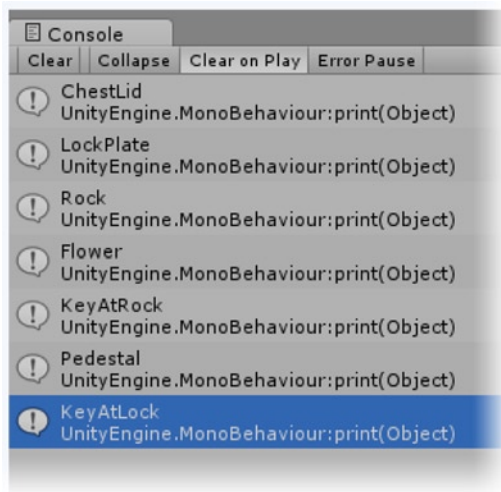 Console
Clear Collapse Clear on Play Error Pause
ChestLid
UnityEngine.MonoBehaviour:print(Object)
LockPlate
UnityEngine.MonoBehaviour:print(Object)
Rock
UnityEngine.MonoBehaviour:print(Object)
Flower
UnityEngine.MonoBehaviour:print(Object)
KeyAtRock
UnityEngine.MonoBehaviour:print(Object)
Pedestal
UnityEngine.MonoBehaviour:print(Object)
KeyAtLock
UnityEngine.MonoBehaviour:print(Object)